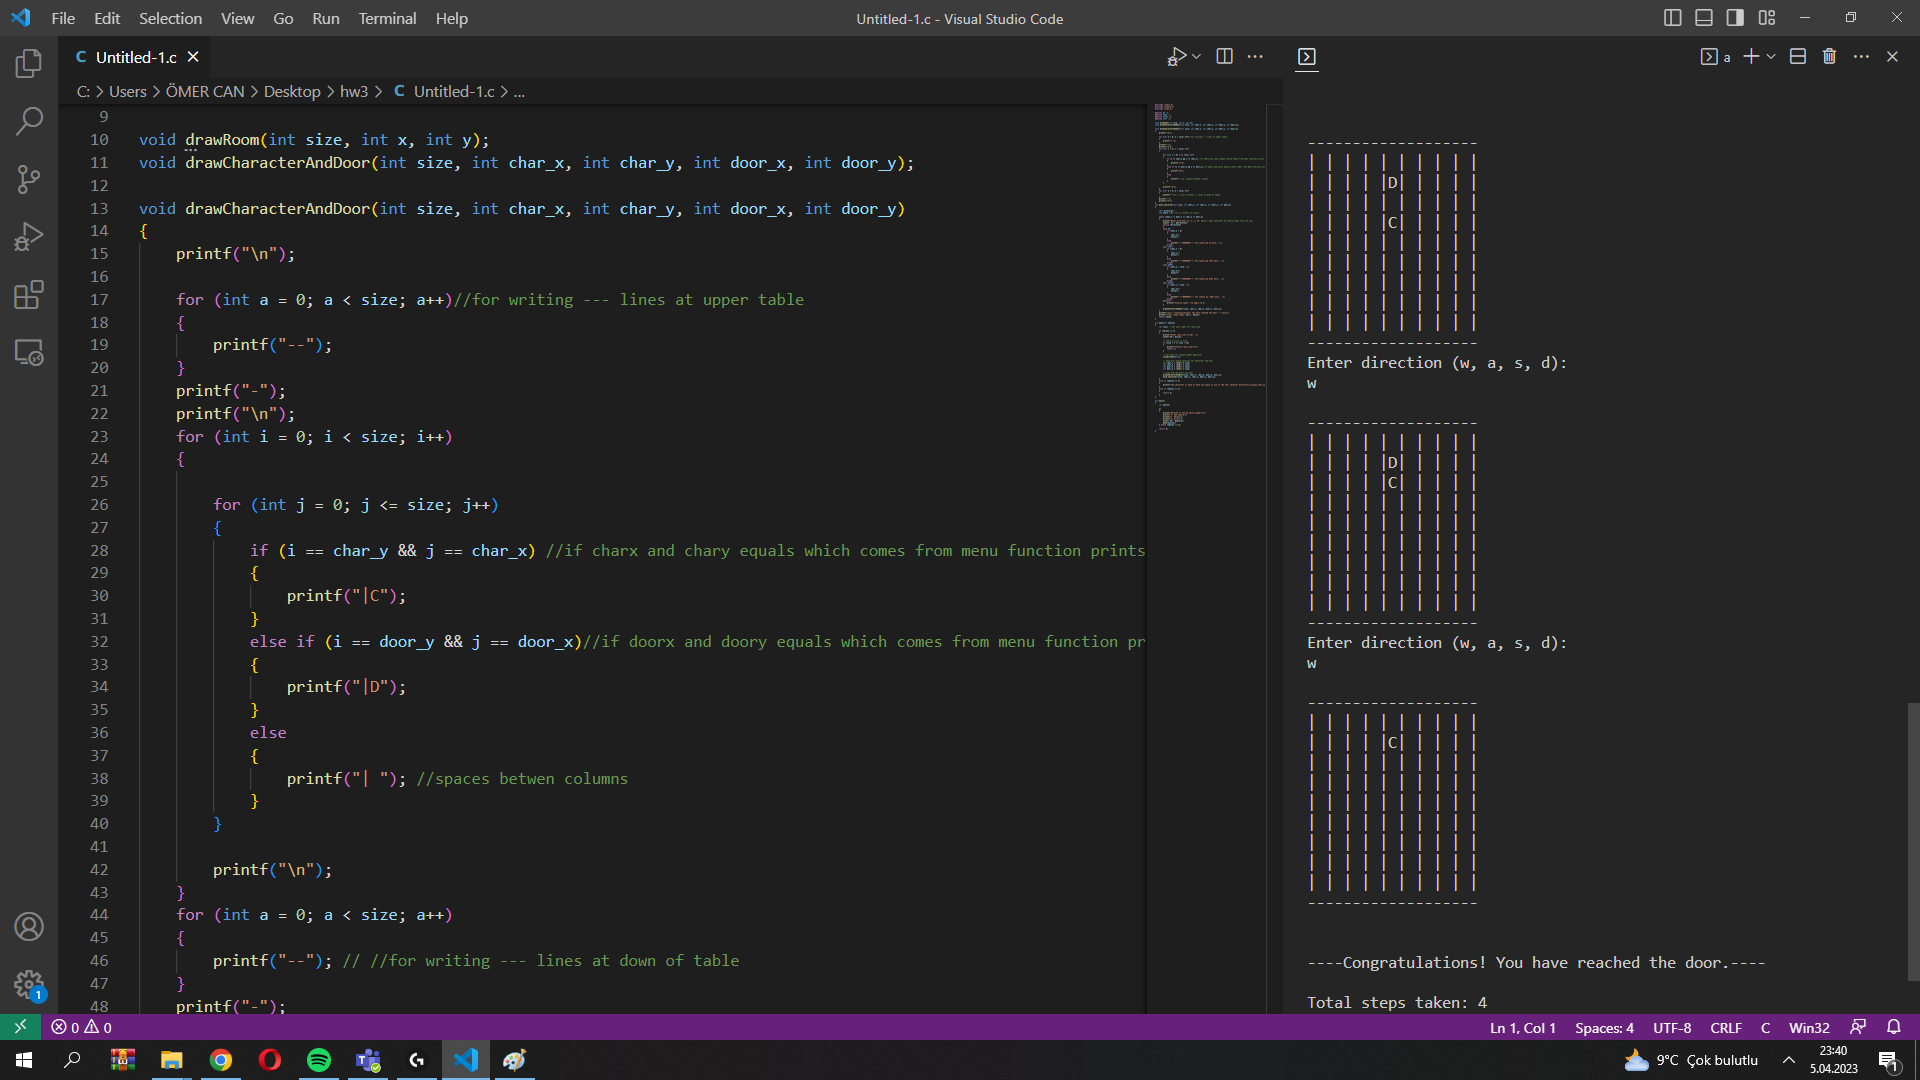 File Edit Selection View Go Run Terminal Help
Untitled-1.c - Visual Studio Code
C Untitled-1.c
a
C: > Users > ÖMER CAN > Desktop > hw3 > C Untitled-1.c > ...
9
10 void drawRoom(int size, int x, int y);
11 void drawCharacterAndDoor(int size, int char_x, int char_y, int door_x, int door_y);
12
13 void drawCharacterAndDoor(int size, int char_x, int char_y, int door_x, int door_y)
14 {
15 printf("\n");
16
17 for (int a = 0; a < size; a++)//for writing --- lines at upper table
18 {
19 printf("--");
20 }
21 printf("-");
22 printf("\n");
23 for (int i = 0; i < size; i++)
24 {
25
26 for (int j = 0; j <= size; j++)
27 {
28 if (i == char_y && j == char_x) //if charx and chary equals which comes from menu function prints
29 {
30 printf("|C");
31 }
32 else if (i == door_y && j == door_x)//if doorx and doory equals which comes from menu function pr
33 {
34 printf("|D");
35 }
36 else
37 {
38 printf("| "); //spaces betwen columns
39 }
40 }
41
42 printf("\n");
43 }
44 for (int a = 0; a < size; a++)
45 {
46 printf("--"); // //for writing --- lines at down of table
47 }
48 printf("-");
-------------------
| | | | | | | | | |
| | | | |D| | | | |
| | | | | | | | | |
| | | | |C| | | | |
| | | | | | | | | |
| | | | | | | | | |
| | | | | | | | | |
| | | | | | | | | |
| | | | | | | | | |
-------------------
Enter direction (w, a, s, d):
w
-------------------
| | | | | | | | | |
| | | | |D| | | | |
| | | | |C| | | | |
| | | | | | | | | |
| | | | | | | | | |
| | | | | | | | | |
| | | | | | | | | |
| | | | | | | | | |
| | | | | | | | | |
-------------------
Enter direction (w, a, s, d):
w
-------------------
| | | | | | | | | |
| | | | |C| | | | |
| | | | | | | | | |
| | | | | | | | | |
| | | | | | | | | |
| | | | | | | | | |
| | | | | | | | | |
| | | | | | | | | |
| | | | | | | | | |
-------------------
----Congratulations! You have reached the door.----
Total steps taken: 4
1
0 0
Ln 1, Col 1 Spaces: 4 UTF-8 CRLF C Win32
9°C Çok bulutlu
23:40
5.04.2023
1